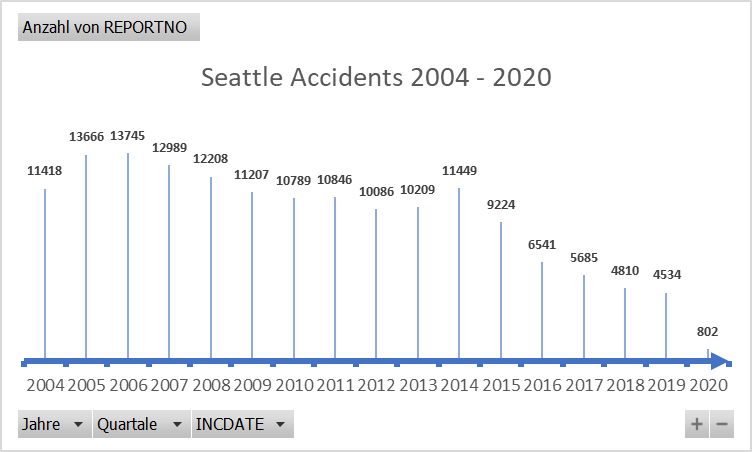 Anzahl von REPORTNO
Seattle Accidents 2004 - 2020
11418 13666 13745 12989 12208 11207 10789 10846 10086 10209 11449 9224 6541 5685 4810 4534 802
2004 2005 2006 2007 2008 2009 2010 2011 2012 2013 2014 2015 2016 2017 2018 2019 2020
Jahre Quartale INCDATE + −